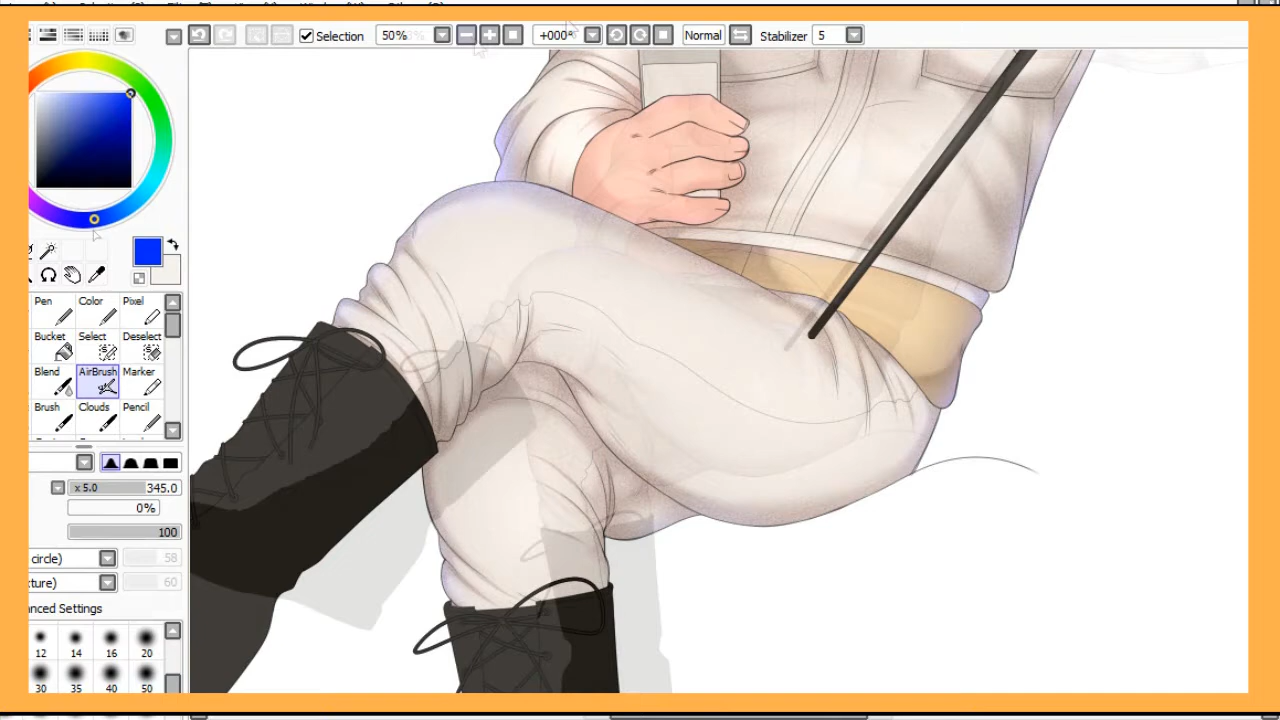 Selection 50% +000° Normal Stabilizer 5
Pen Color Pixel
Bucket Select Deselect
Blend AirBrush Marker
Brush Clouds Pencil
x 5.0 345.0
0%
100
circle) 58
ture) 60
nced Settings
12 14 16 20
30 35 40 50